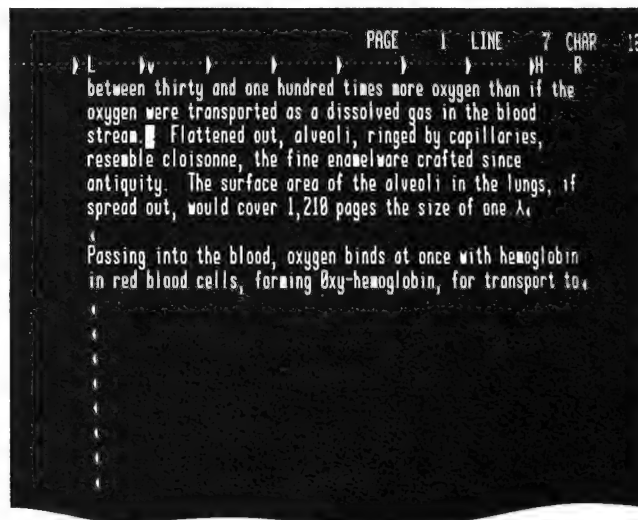 PAGE 1 LINE 7 CHAR 1
L v H R
between thirty and one hundred times more oxygen than if the
oxygen were transported as a dissolved gas in the blood
stream. Flattened out, alveoli, ringed by capillaries,
resemble cloisonne, the fine enamelware crafted since
antiquity. The surface area of the alveoli in the lungs, if
spread out, would cover 1,210 pages the size of one
Passing into the blood, oxygen binds at once with hemoglobin
in red blood cells, forming Oxy-hemoglobin, for transport to